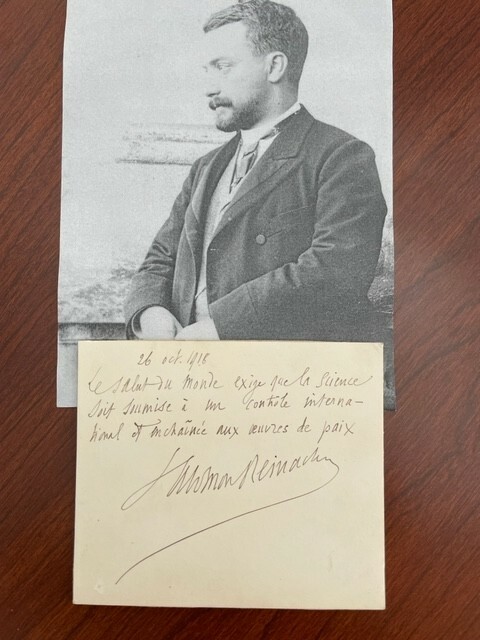 26 oct. 1918
Le salut du monde exige que la Science
soit soumise à un contrôle interna-
tional et enchaînée aux œuvres de paix
Salomon Reinach